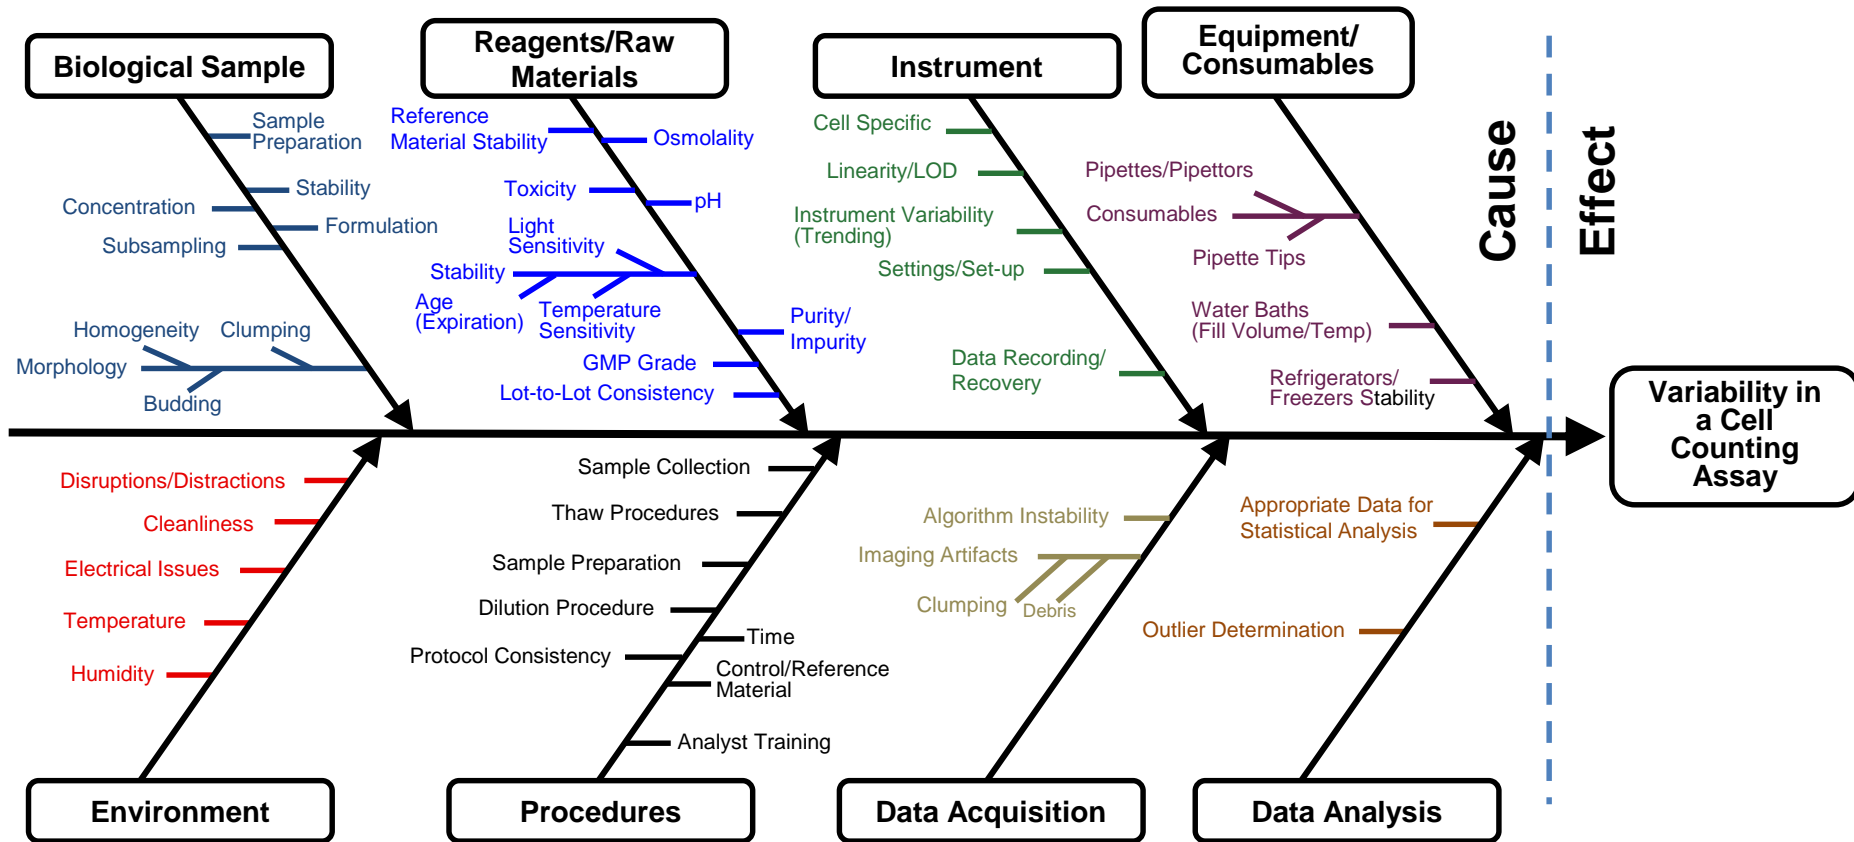 Biological Sample
Reagents/Raw
Materials
Instrument
Equipment/
Consumables
Sample
Preparation
Stability
Concentration
Formulation
Subsampling
Homogeneity
Clumping
Morphology
Budding
Reference
Material Stability
Osmolality
Toxicity
pH
Light
Sensitivity
Stability
Age
(Expiration)
Temperature
Sensitivity
Purity/
Impurity
GMP Grade
Lot-to-Lot Consistency
Cell Specific
Linearity/LOD
Instrument Variability
(Trending)
Settings/Set-up
Data Recording/
Recovery
Pipettes/Pipettors
Consumables
Pipette Tips
Water Baths
(Fill Volume/Temp)
Refrigerators/
Freezers Stability
Cause
Effect
Variability in
a Cell
Counting
Assay
Disruptions/Distractions
Cleanliness
Electrical Issues
Temperature
Humidity
Sample Collection
Thaw Procedures
Sample Preparation
Dilution Procedure
Time
Protocol Consistency
Control/Reference
Material
Analyst Training
Algorithm Instability
Imaging Artifacts
Clumping
Debris
Appropriate Data for
Statistical Analysis
Outlier Determination
Environment
Procedures
Data Acquisition
Data Analysis